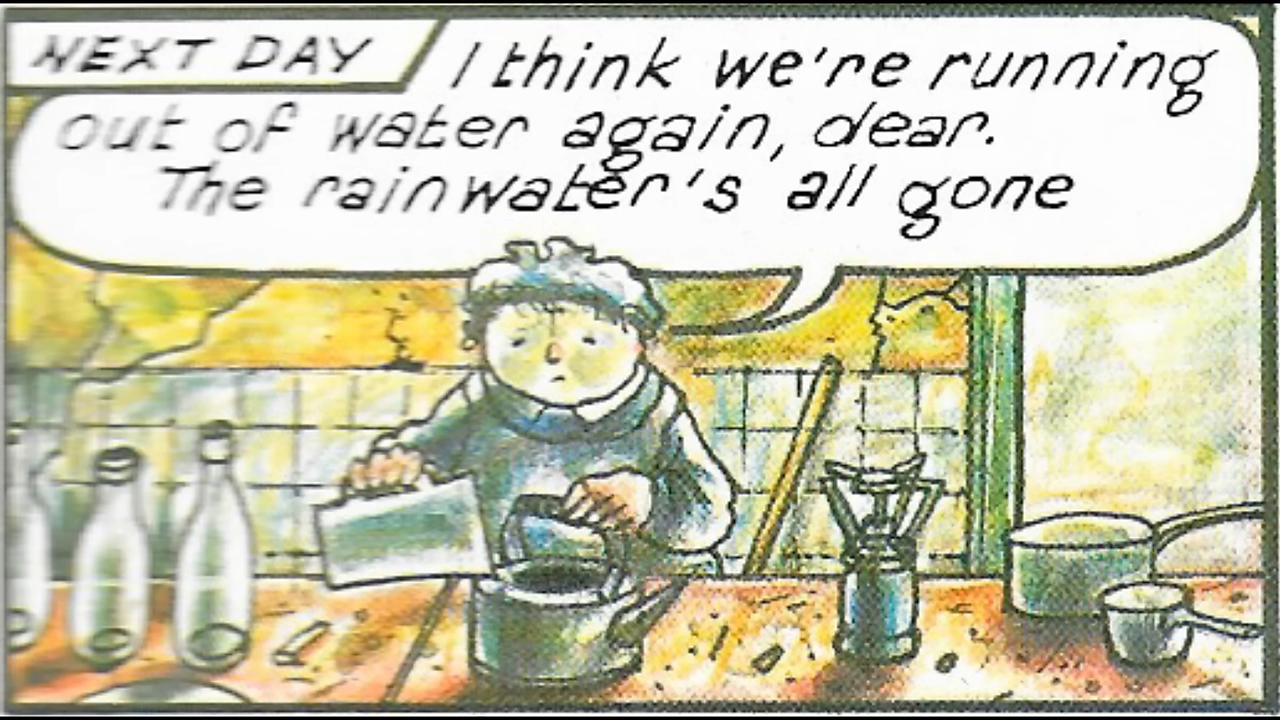 NEXT DAY
I think we're running
out of water again, dear.
The rainwater's all gone